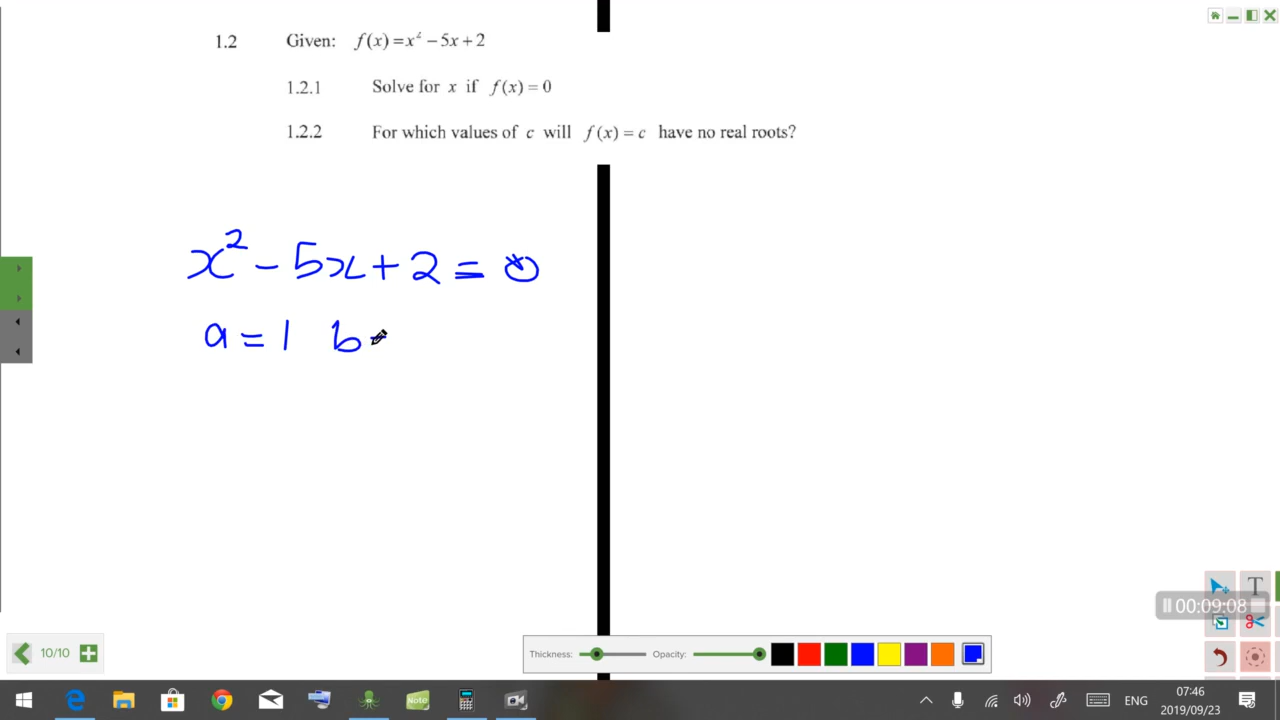 1.2 Given: f(x) = x² − 5x + 2
1.2.1 Solve for x if f(x) = 0
1.2.2 For which values of c will f(x) = c have no real roots?
x² − 5x + 2 = 0
a = 1 b
T
00:09:08
10/10
Thickness: Opacity:
Note
ENG
07:46
2019/09/23